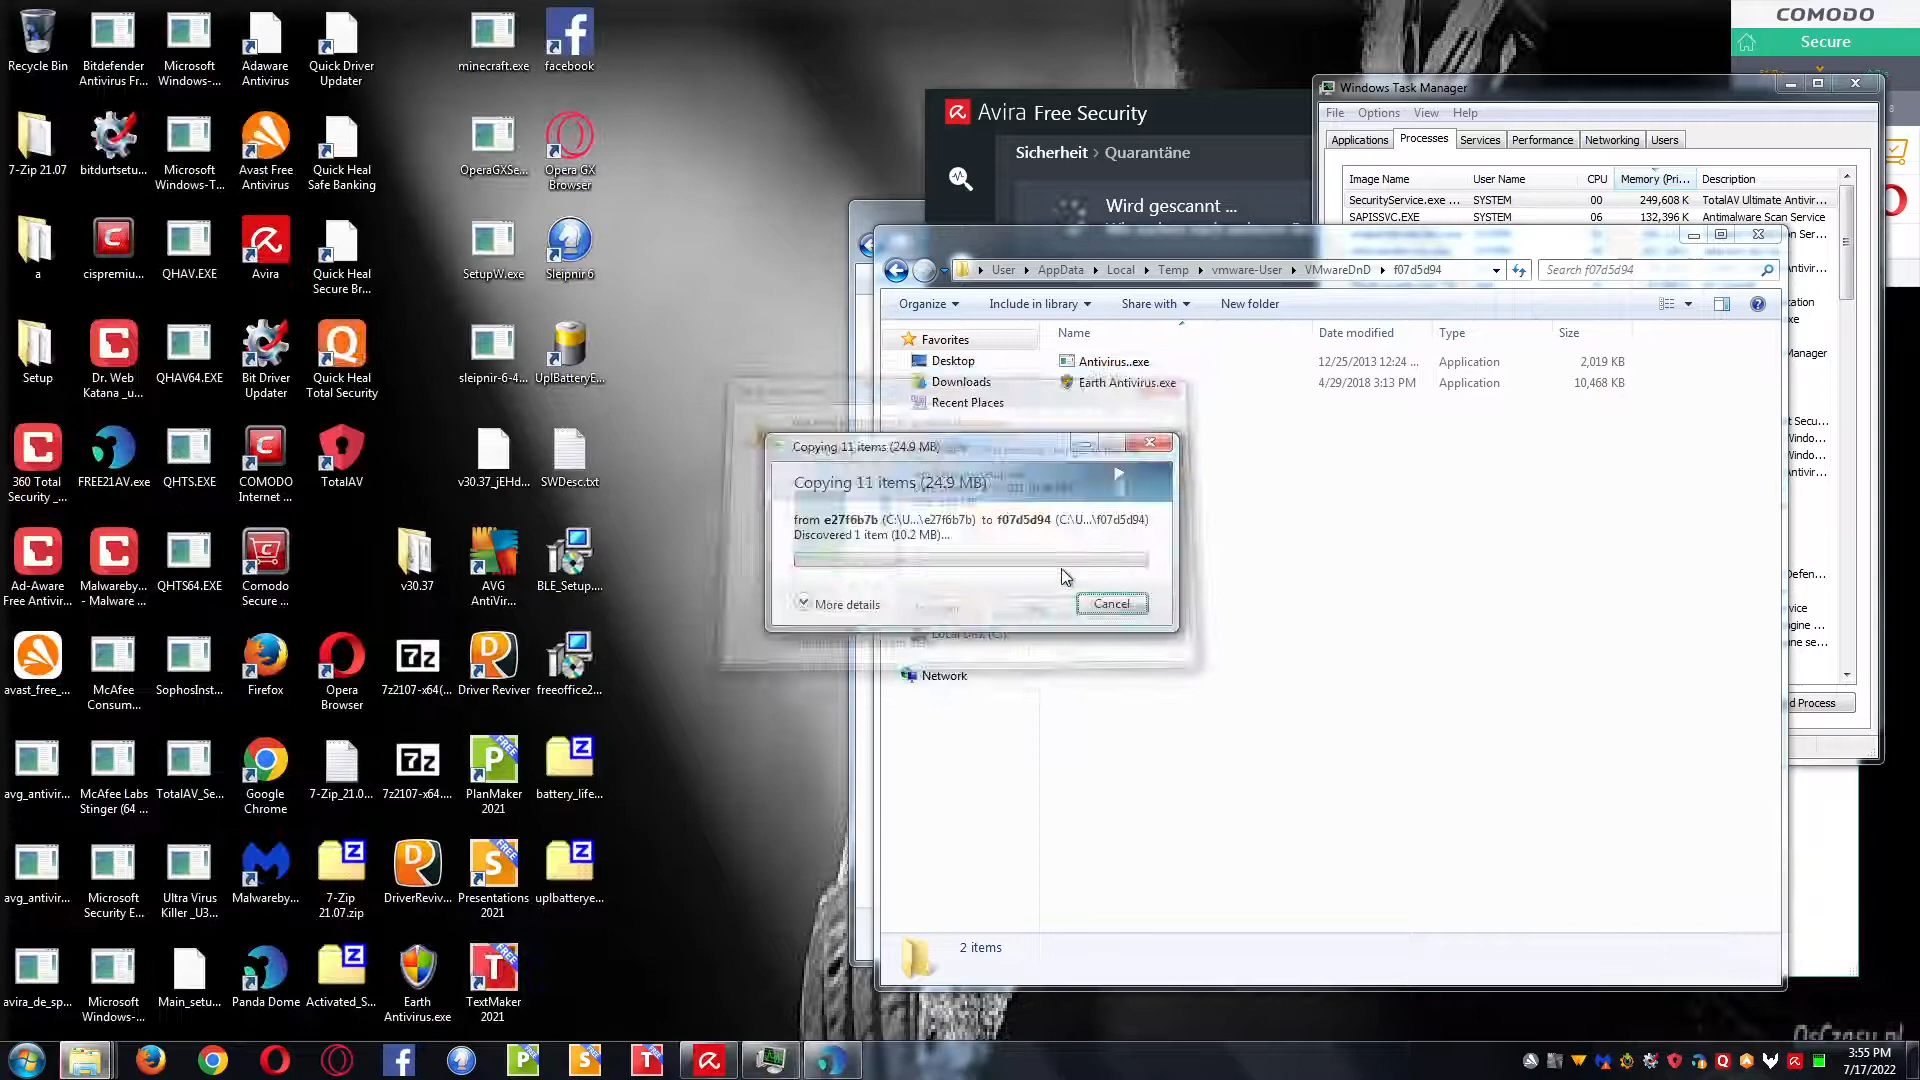 Recycle Bin
Bitdefender
Antivirus Fr...
Microsoft
Windows-...
Adaware
Antivirus
Quick Driver
Updater
minecraft.exe
facebook
7-Zip 21.07
bitdurtsetu...
Microsoft
Windows-T...
Avast Free
Antivirus
Quick Heal
Safe Banking
OperaGXSe...
Opera GX
Browser
a
cispremiu...
QHAV.EXE
Avira
Quick Heal
Secure Br...
SetupW.exe
Sleipnir 6
Setup
Dr. Web
Katana _u...
QHAV64.EXE
Bit Driver
Updater
Quick Heal
Total Security
sleipnir-6-4...
UplBatteryE...
360 Total
Security _...
FREE21AV.exe
QHTS.EXE
COMODO
Internet ...
TotalAV
v30.37_jEHd...
SWDesc.txt
Ad-Aware
Free Antivir...
Malwareby...
- Malware ...
QHTS64.EXE
Comodo
Secure ...
v30.37
AVG
AntiVir...
BLE_Setup....
avast_free_...
McAfee
Consum...
SophosInst...
Firefox
Opera
Browser
7z2107-x64(...
Driver Reviver
freeoffice2...
avg_antivir...
McAfee Labs
Stinger (64 ...
TotalAV_Se...
Google
Chrome
7-Zip_21.0...
7z2107-x64....
PlanMaker
2021
battery_life...
avg_antivir...
Microsoft
Security E...
Ultra Virus
Killer _U3...
Malwareby...
7-Zip
21.07.zip
DriverReviv...
Presentations
2021
uplbatterye...
avira_de_sp...
Microsoft
Windows-...
Main_setu...
Panda Dome
Activated_S...
Earth
Antivirus.exe
TextMaker
2021
COMODO
Secure
Avira Free Security
Sicherheit > Quarantäne
Wird gescannt ...
Windows Task Manager
File Options View Help
Applications Processes Services Performance Networking Users
Image Name User Name CPU Memory (Pri... Description
SecurityService.exe ... SYSTEM 00 249,608 K TotalAV Ultimate Antivir...
SAPISSVC.EXE SYSTEM 06 132,396 K Antimalware Scan Service
User AppData Local Temp vmware-User VMwareDnD f07d5d94
Search f07d5d94
Organize Include in library Share with New folder
Favorites
Desktop
Downloads
Recent Places
Local Disk (C:)
Network
Name Date modified Type Size
Antivirus..exe 12/25/2013 12:24 ... Application 2,019 KB
Earth Antivirus.exe 4/29/2018 3:13 PM Application 10,468 KB
Copying 11 items (24.9 MB)
Copying 11 items (24.9 MB)
from e27f6b7b (C:\U...\e27f6b7b) to f07d5d94 (C:\U...\f07d5d94)
Discovered 1 item (10.2 MB)...
More details
Cancel
2 items
d Process
3:55 PM
7/17/2022